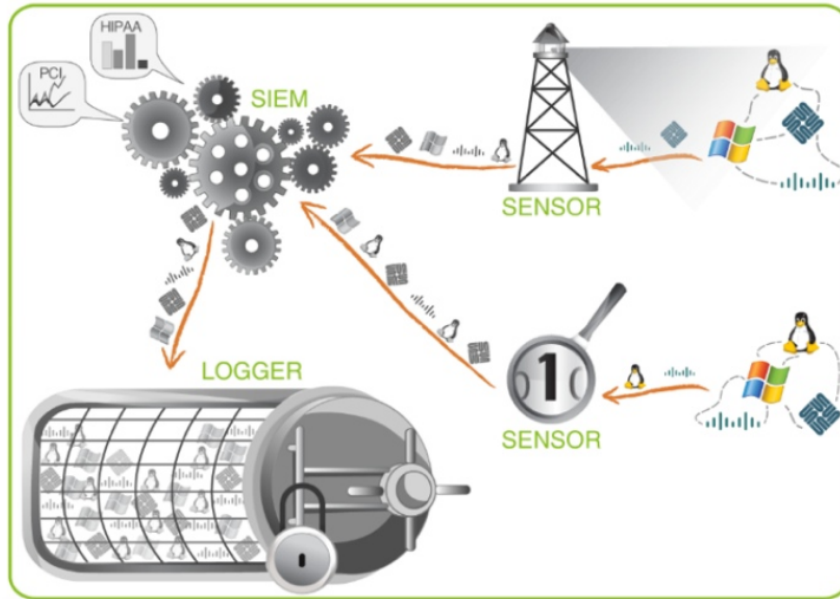 HIPAA
PCI
SIEM
SENSOR
LOGGER
1
SENSOR